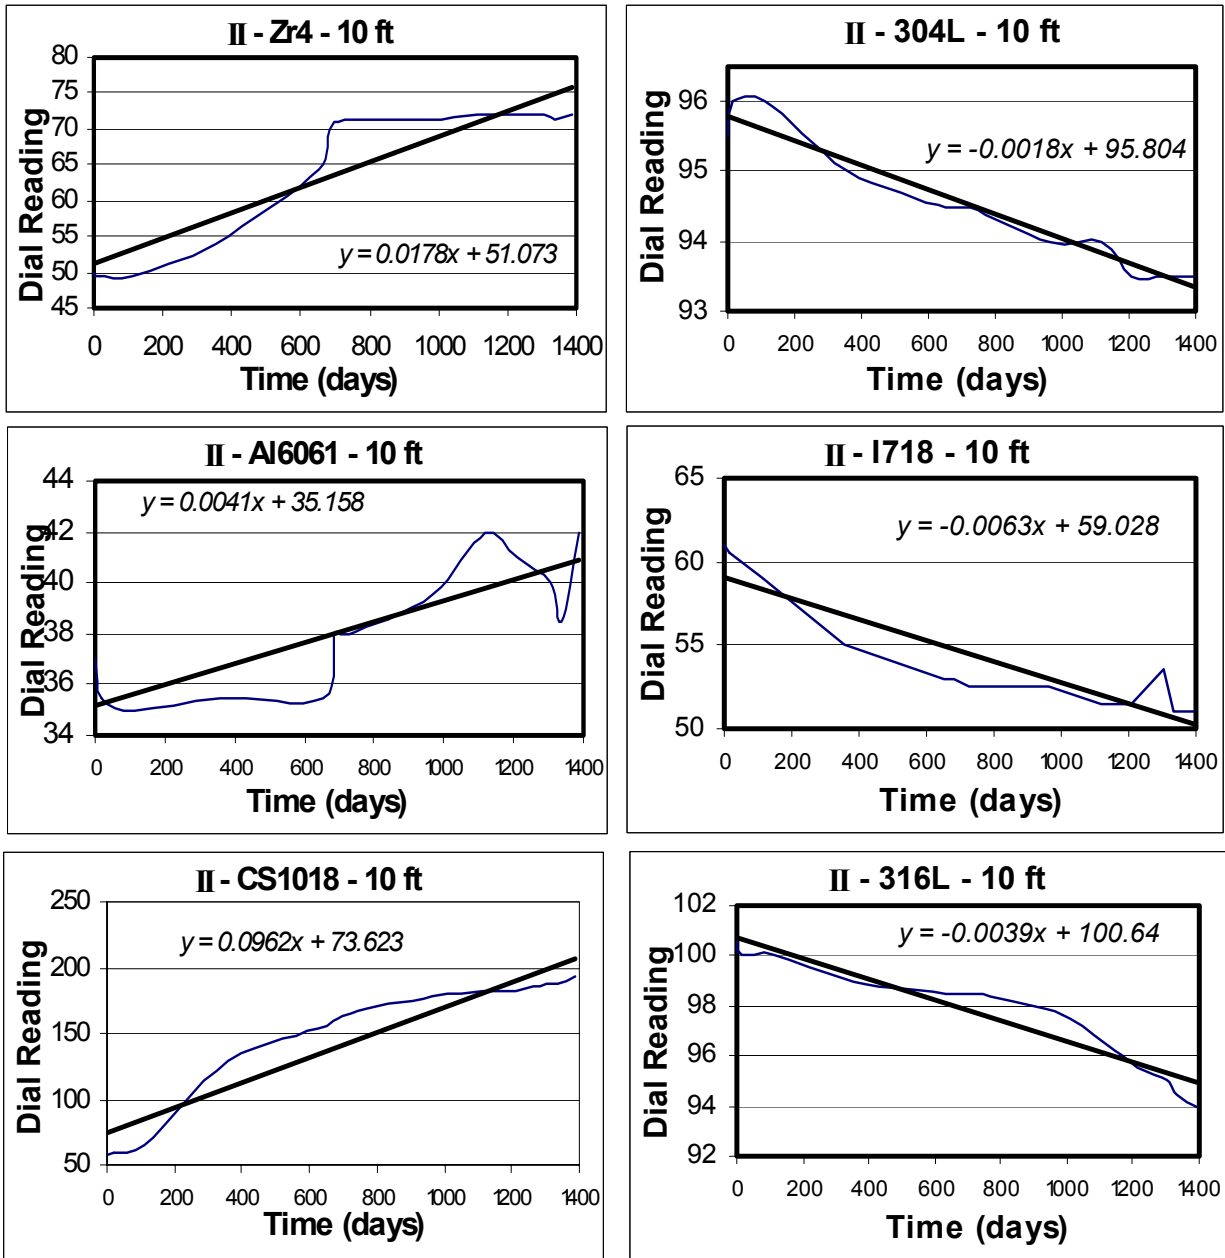 II - Zr4 - 10 ft
80
75
70
65
60
55
50
45
Dial Reading
y = 0.0178x + 51.073
0 200 400 600 800 1000 1200 1400
Time (days)
II - 304L - 10 ft
96
95
94
93
Dial Reading
y = -0.0018x + 95.804
0 200 400 600 800 1000 1200 1400
Time (days)
II - Al6061 - 10 ft
44
42
40
38
36
34
Dial Reading
y = 0.0041x + 35.158
0 200 400 600 800 1000 1200 1400
Time (days)
II - I718 - 10 ft
65
60
55
50
Dial Reading
y = -0.0063x + 59.028
0 200 400 600 800 1000 1200 1400
Time (days)
II - CS1018 - 10 ft
250
200
150
100
50
Dial Reading
y = 0.0962x + 73.623
0 200 400 600 800 1000 1200 1400
Time (days)
II - 316L - 10 ft
102
100
98
96
94
92
Dial Reading
y = -0.0039x + 100.64
0 200 400 600 800 1000 1200 1400
Time (days)